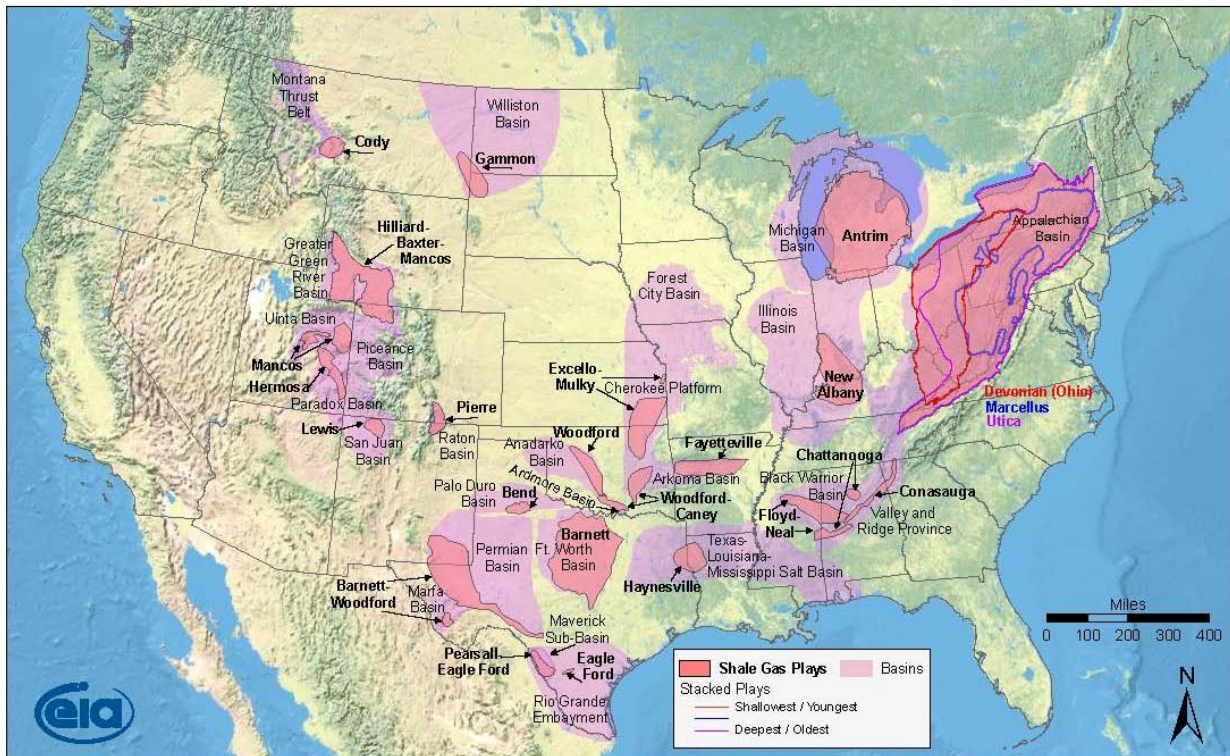 Montana
Thrust
Belt
Cody
Williston
Basin
Gammon
Hilliard-
Baxter-
Mancos
Greater
Green
River
Basin
Uinta Basin
Mancos
Piceance
Basin
Hermosa
Paradox Basin
Lewis
San Juan
Basin
Pierre
Raton
Basin
Michigan
Basin
Antrim
Appalachian
Basin
Forest
City Basin
Illinois
Basin
New
Albany
Devonian (Ohio)
Marcellus
Utica
Excello-
Mulky
Cherokee Platform
Woodford
Anadarko
Basin
Ardmore Basin
Palo Duro
Basin
Bend
Fayetteville
Arkoma Basin
Woodford-
Caney
Chattanooga
Black Warrior
Basin
Conasauga
Floyd-
Neal
Valley and
Ridge Province
Permian
Basin
Ft. Worth
Basin
Barnett
Texas-
Louisiana-
Mississippi Salt Basin
Haynesville
Barnett-
Woodford
Marfa
Basin
Maverick
Sub-Basin
Pearsall
Eagle Ford
Eagle
Ford
Rio Grande
Embayment
Miles
0 100 200 300 400
Shale Gas Plays
Basins
Stacked Plays
Shallowest / Youngest
Deepest / Oldest
N
eia